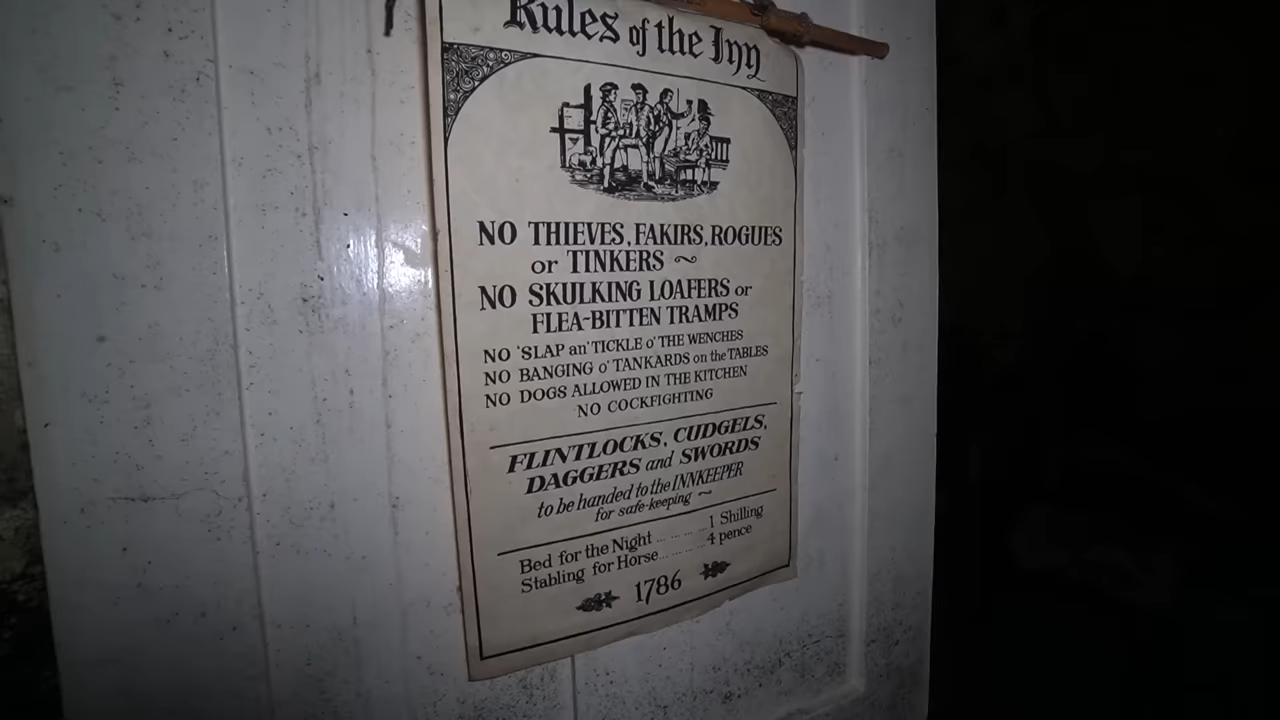 Rules of the Inn
NO THIEVES, FAKIRS, ROGUES
or TINKERS ~
NO SKULKING LOAFERS or
FLEA-BITTEN TRAMPS
NO 'SLAP an' TICKLE o' THE WENCHES
NO BANGING o' TANKARDS on the TABLES
NO DOGS ALLOWED IN THE KITCHEN
NO COCKFIGHTING
FLINTLOCKS, CUDGELS,
DAGGERS and SWORDS
to be handed to the INNKEEPER
for safe-keeping ~
Bed for the Night ... ... ... ... 1 Shilling
Stabling for Horse... ... ... ... 4 pence
1786